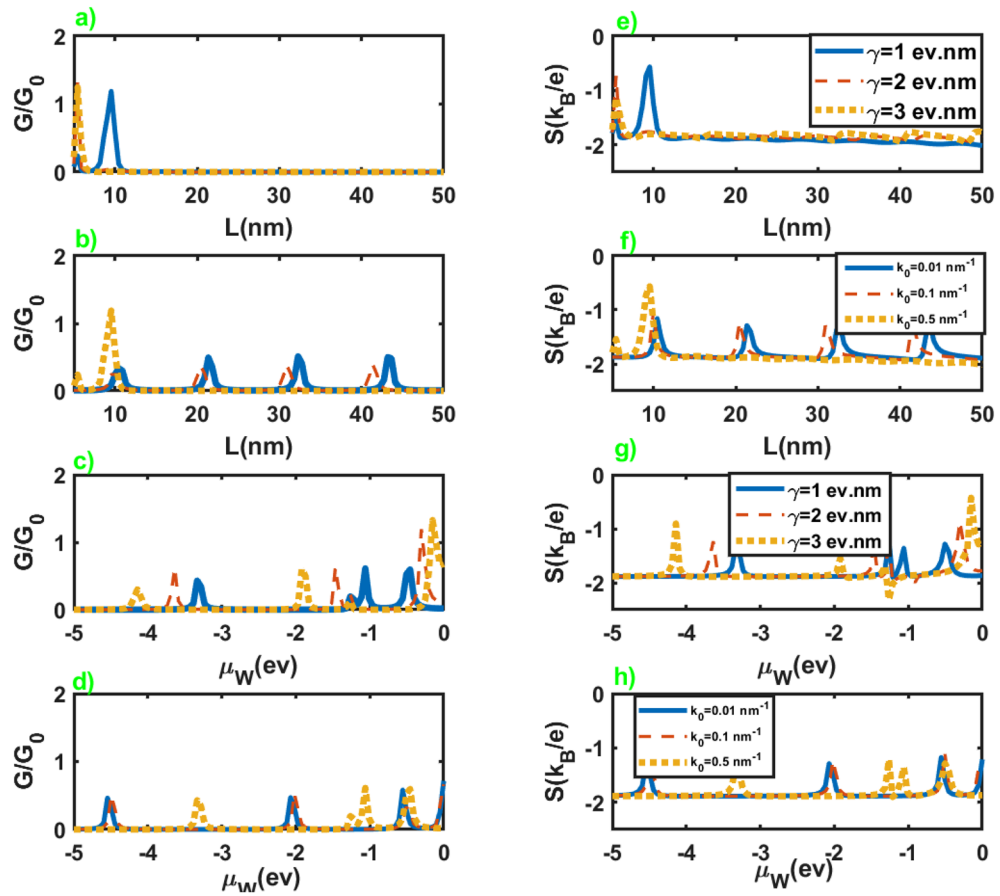 a)
G/G0
2
1
0
10 20 30 40 50
L(nm)
e)
S(kB/e)
0
-1
-2
γ=1 ev.nm
γ=2 ev.nm
γ=3 ev.nm
10 20 30 40 50
L(nm)
b)
G/G0
2
1
0
10 20 30 40 50
L(nm)
f)
S(kB/e)
0
-1
-2
k0=0.01 nm-1
k0=0.1 nm-1
k0=0.5 nm-1
10 20 30 40 50
L(nm)
c)
G/G0
2
1
0
-5 -4 -3 -2 -1 0
μW(ev)
g)
S(kB/e)
0
-1
-2
γ=1 ev.nm
γ=2 ev.nm
γ=3 ev.nm
-5 -4 -3 -2 -1 0
μW(ev)
d)
G/G0
2
1
0
-5 -4 -3 -2 -1 0
μW(ev)
h)
S(kB/e)
0
-1
-2
k0=0.01 nm-1
k0=0.1 nm-1
k0=0.5 nm-1
-5 -4 -3 -2 -1 0
μW(ev)